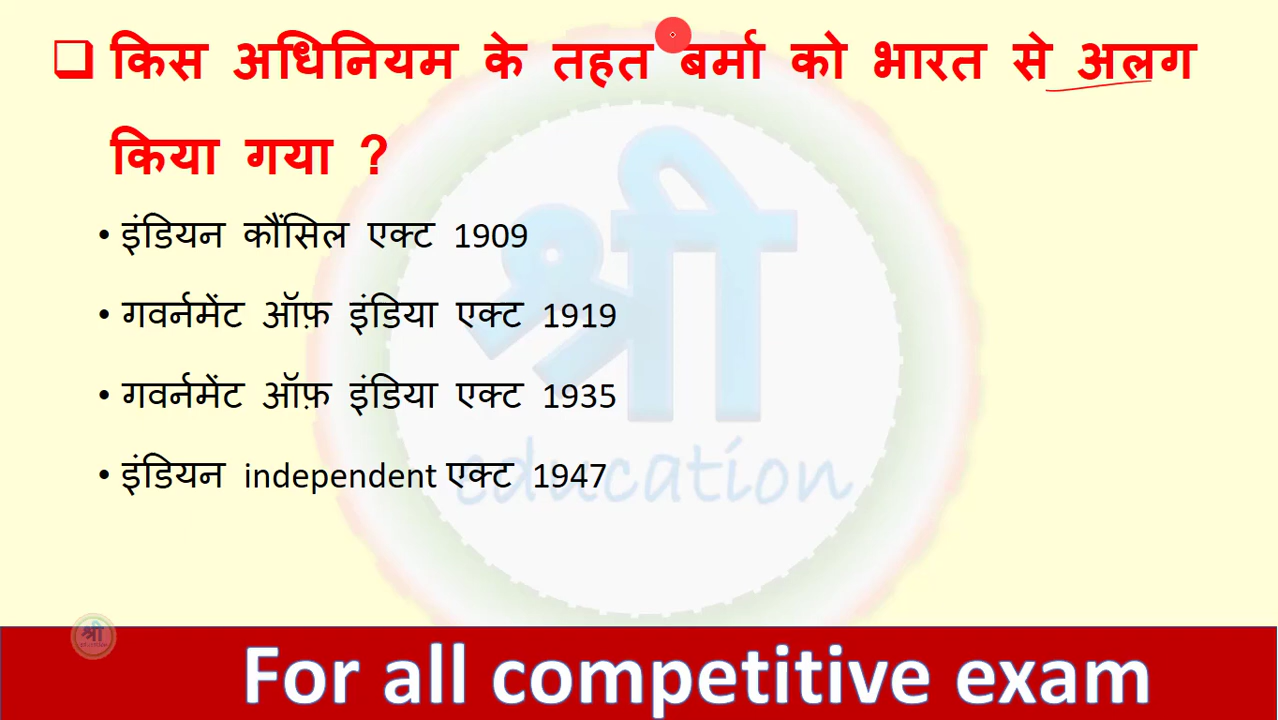 ❑ किस अधिनियम के तहत बर्मा को भारत से अलग
किया गया ?
• इंडियन कौंसिल एक्ट 1909
• गवर्नमेंट ऑफ़ इंडिया एक्ट 1919
• गवर्नमेंट ऑफ़ इंडिया एक्ट 1935
• इंडियन independent एक्ट 1947
श्री
education
श्री
For all competitive exam